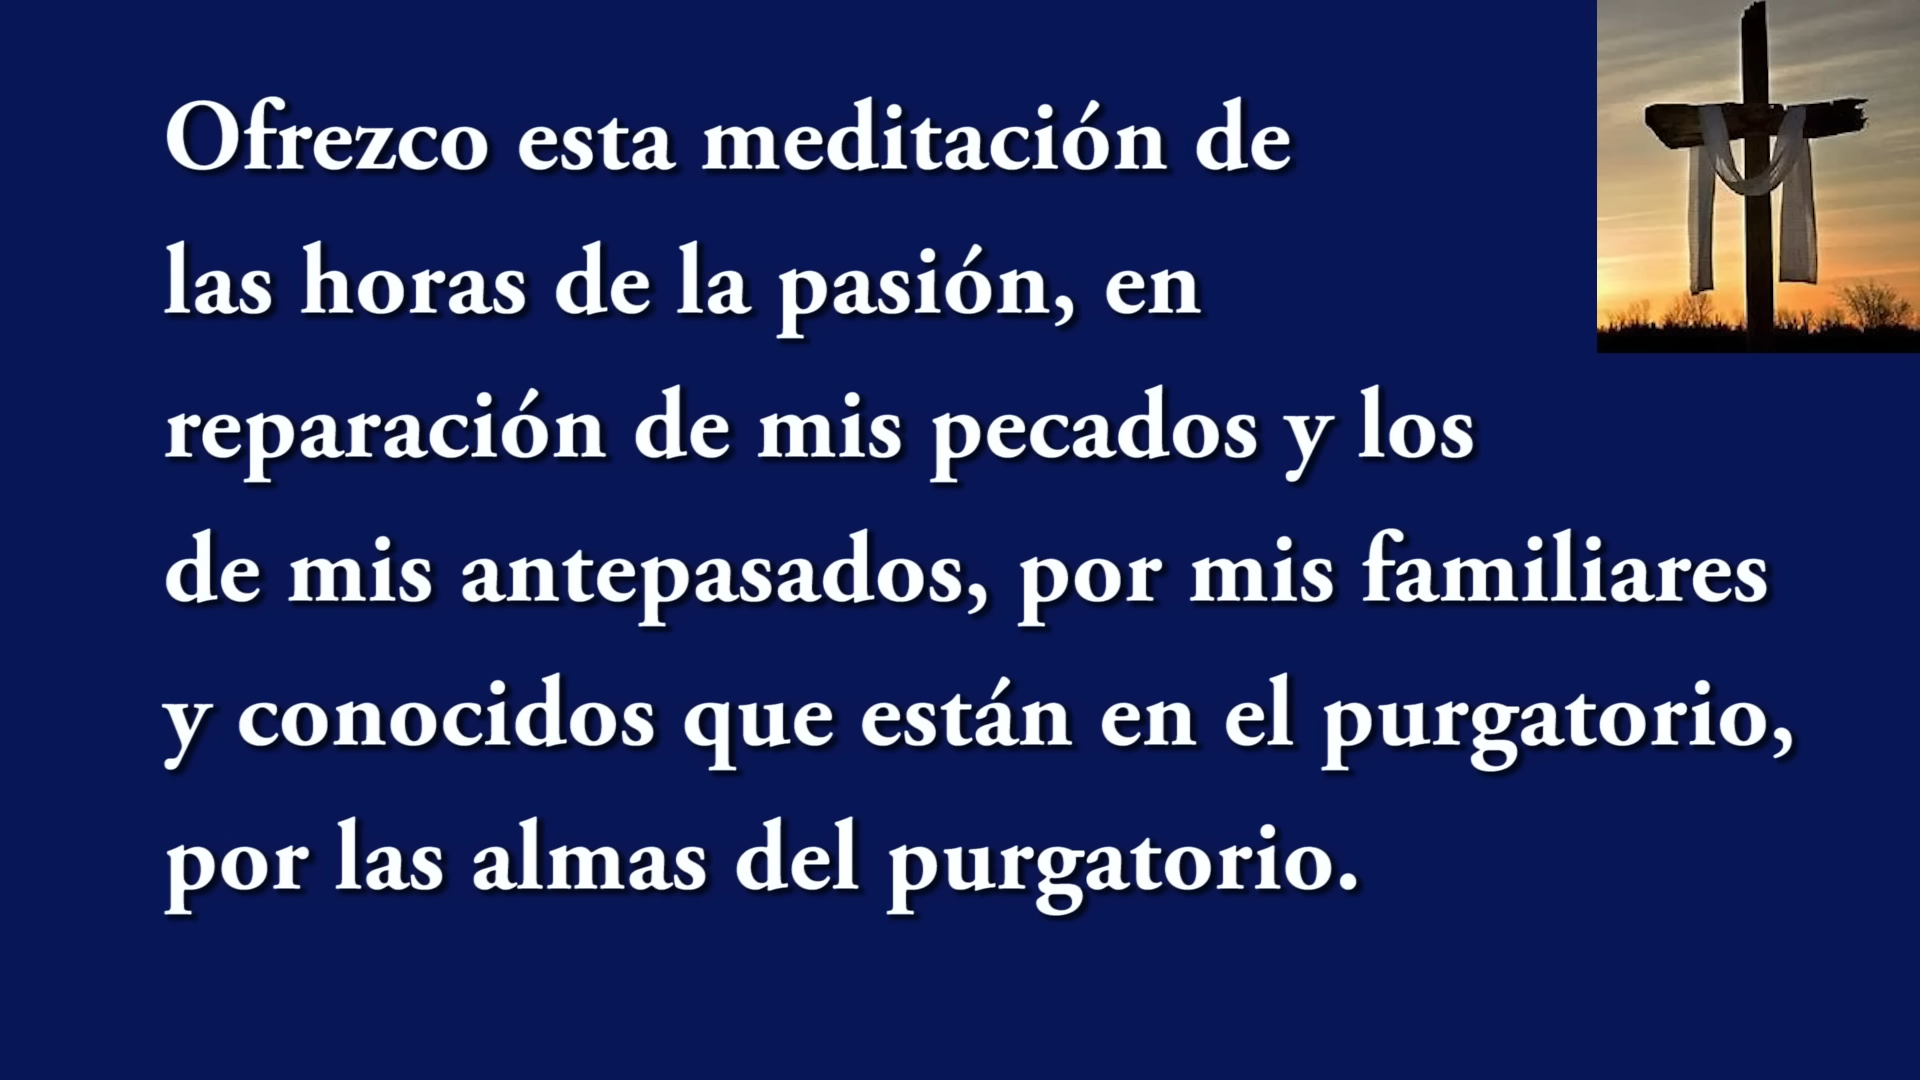 Ofrezco esta meditación de
las horas de la pasión, en
reparación de mis pecados y los
de mis antepasados, por mis familiares
y conocidos que están en el purgatorio,
por las almas del purgatorio.